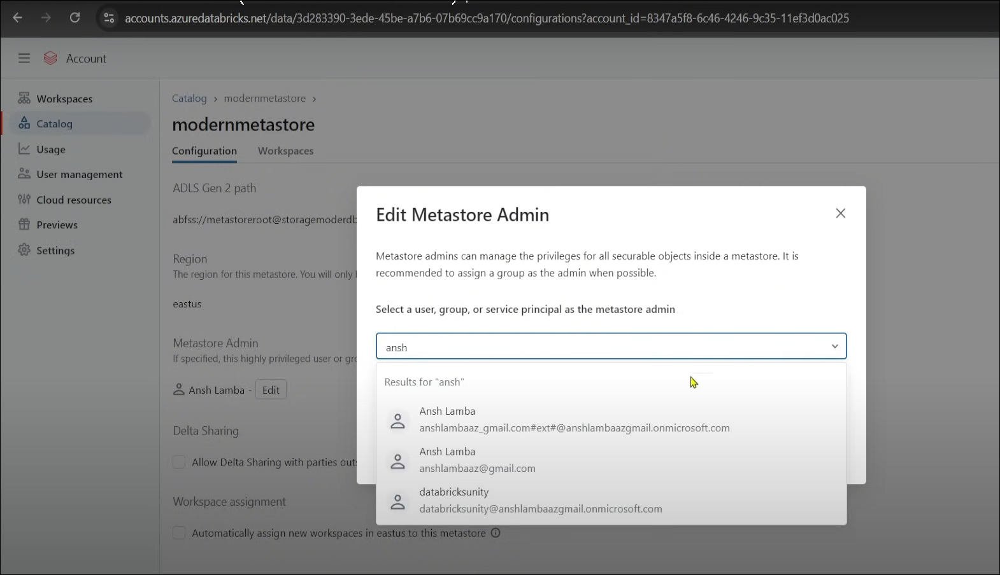 accounts.azuredatabricks.net/data/3d283390-3ede-45be-a7b6-07b69cc9a170/configurations?account_id=8347a5f8-6c46-4246-9c35-11ef3d0ac025
Account
Workspaces
Catalog
Usage
User management
Cloud resources
Previews
Settings
Catalog › modernmetastore ›
modernmetastore
Configuration Workspaces
ADLS Gen 2 path
abfss://metastoreroot@storagemoderdb
Region
The region for this metastore. You will only
eastus
Metastore Admin
If specified, this highly privileged user or gro
Ansh Lamba - Edit
Delta Sharing
Allow Delta Sharing with parties outs
Workspace assignment
Automatically assign new workspaces in eastus to this metastore
Edit Metastore Admin
Metastore admins can manage the privileges for all securable objects inside a metastore. It is
recommended to assign a group as the admin when possible.
Select a user, group, or service principal as the metastore admin
ansh
Results for "ansh"
Ansh Lamba
anshlambaaz_gmail.com#ext#@anshlambaazgmail.onmicrosoft.com
Ansh Lamba
anshlambaaz@gmail.com
databricksunity
databricksunity@anshlambaazgmail.onmicrosoft.com